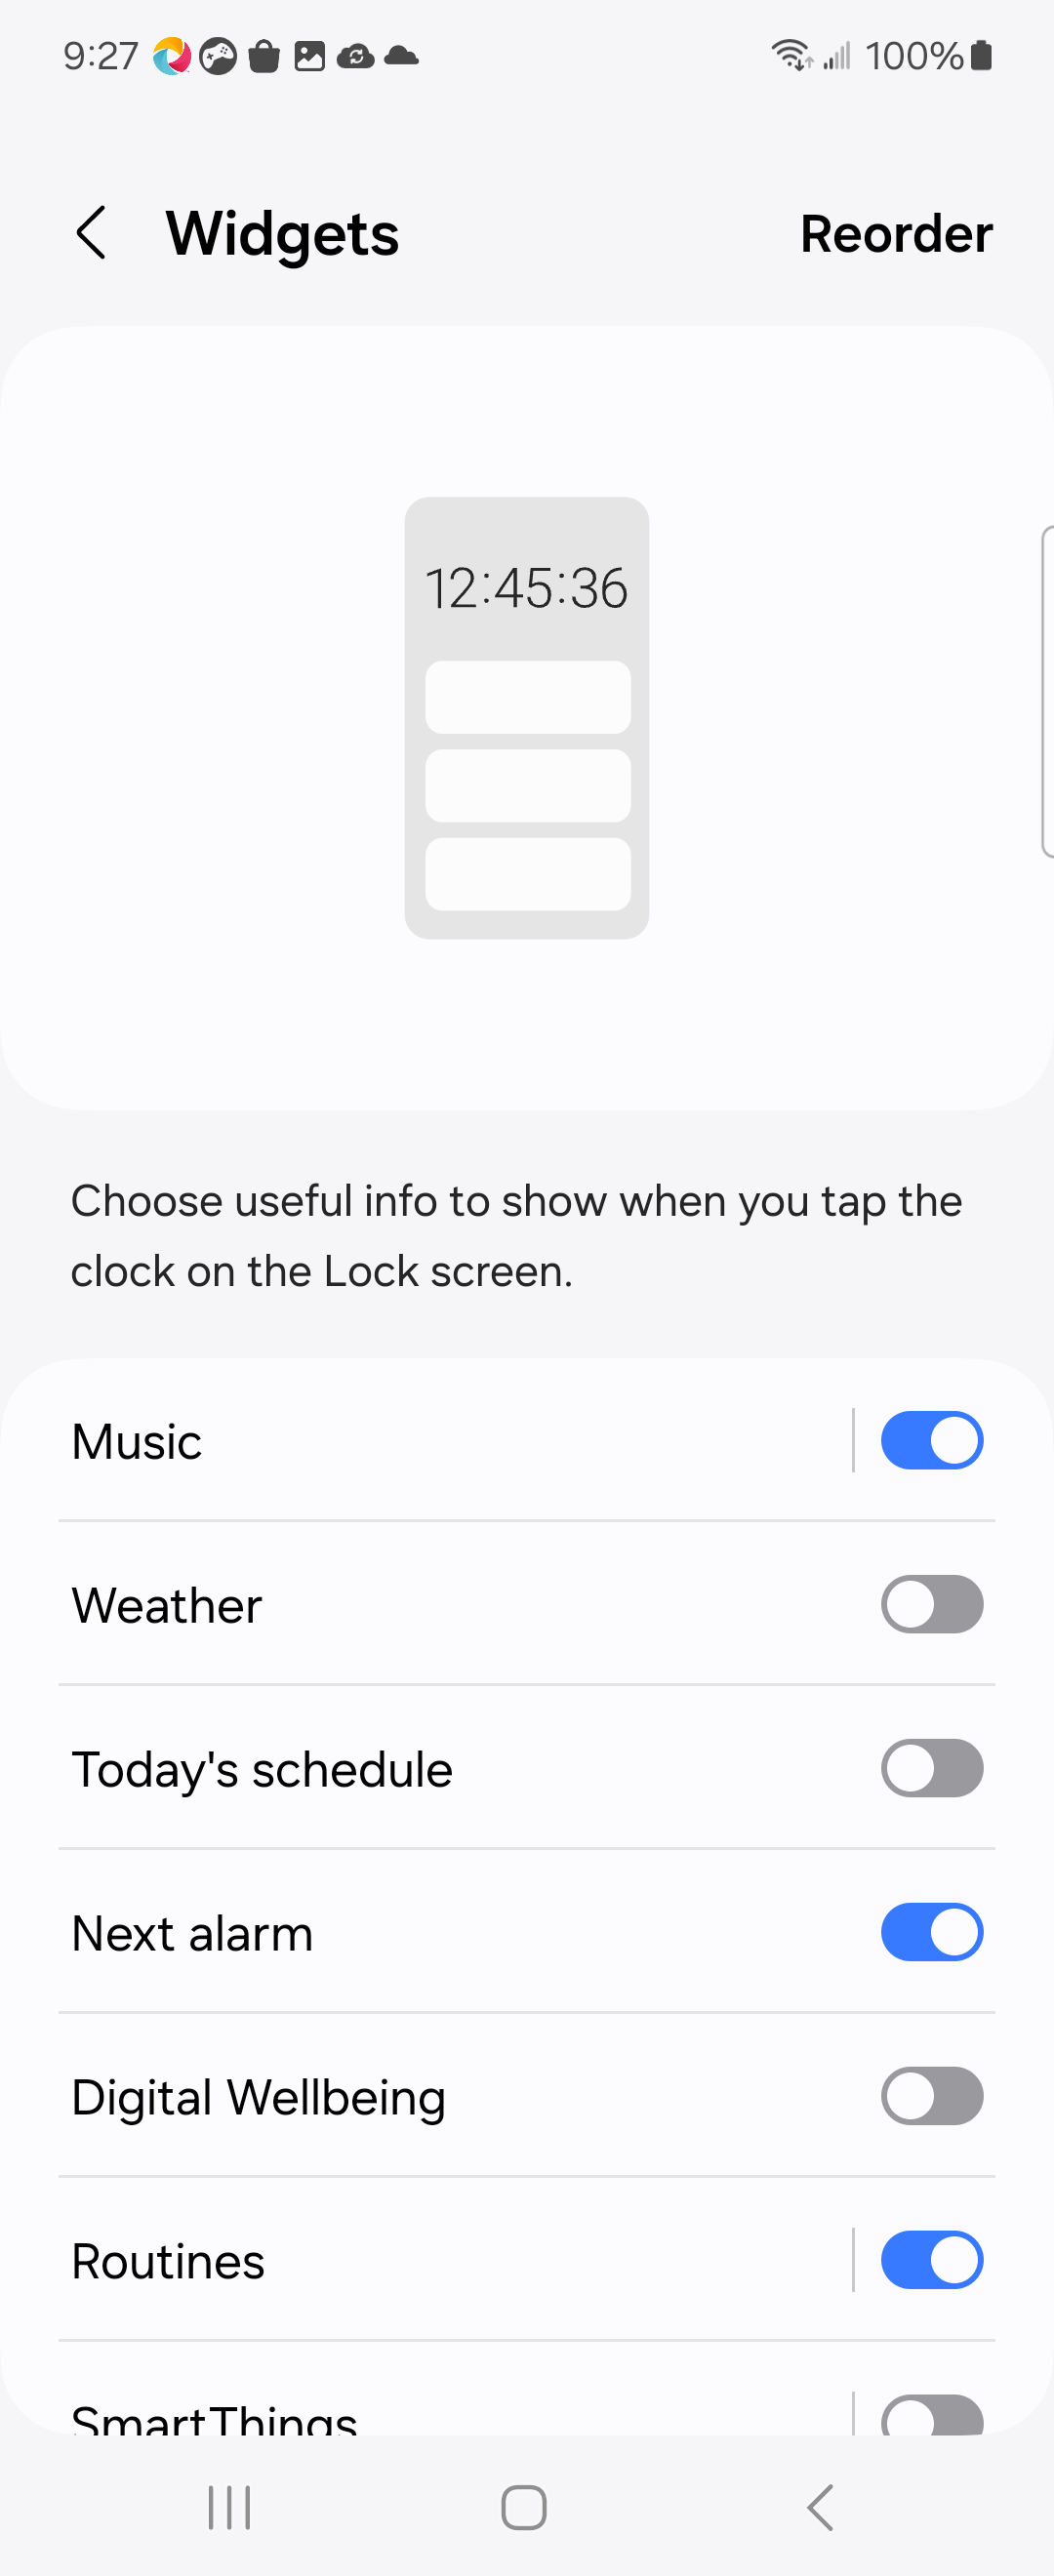 9:27
100%
Widgets
Reorder
12:45:36
Choose useful info to show when you tap the
clock on the Lock screen.
Music
Weather
Today's schedule
Next alarm
Digital Wellbeing
Routines
SmartThings